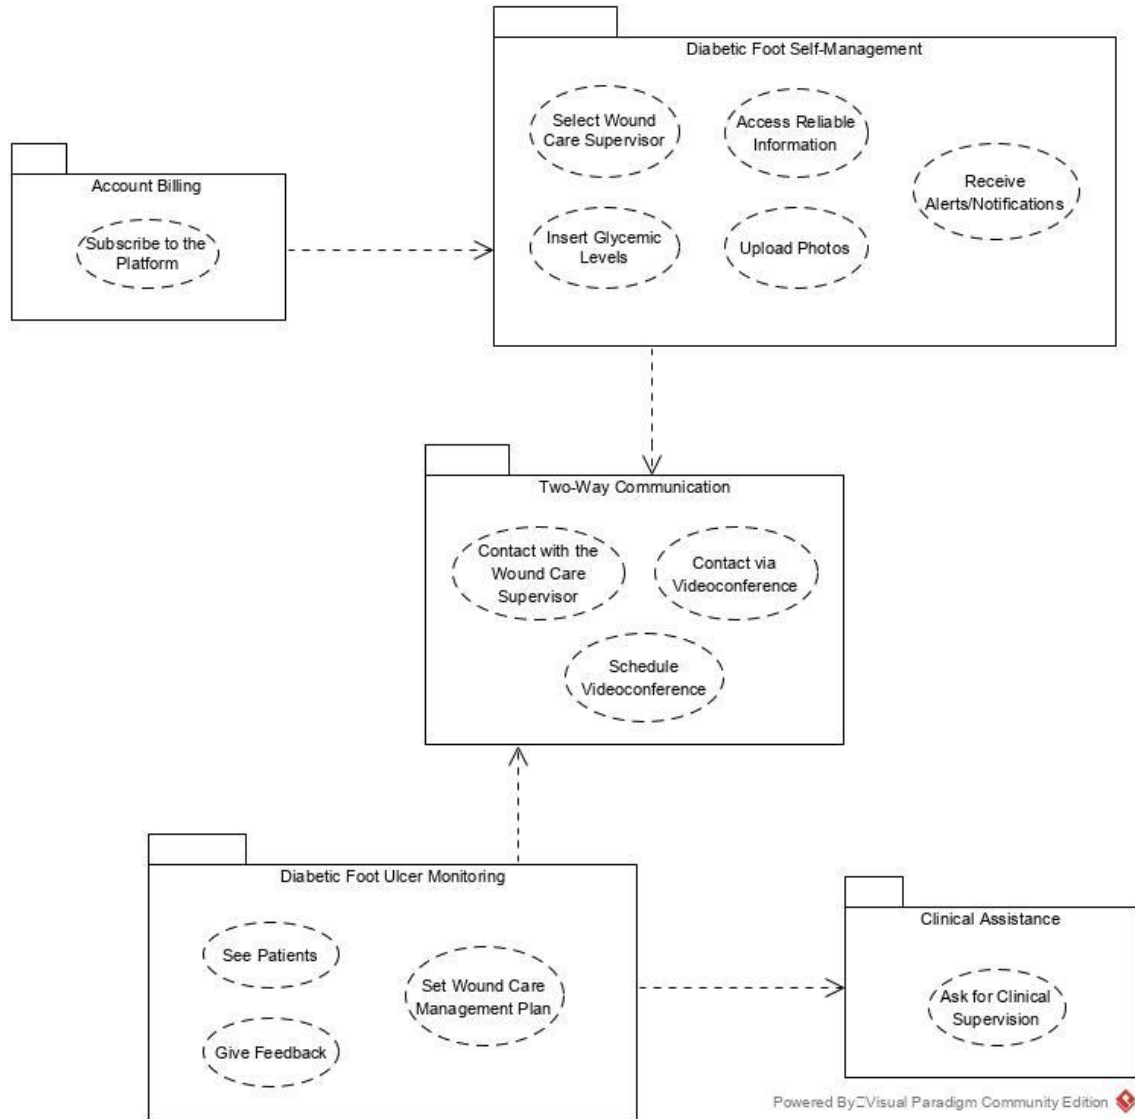 Diabetic Foot Self-Management
Select Wound
Care Supervisor
Access Reliable
Information
Receive
Alerts/Notifications
Insert Glycemic
Levels
Upload Photos
Account Billing
Subscribe to the
Platform
Two-Way Communication
Contact with the
Wound Care
Supervisor
Contact via
Videoconference
Schedule
Videoconference
Diabetic Foot Ulcer Monitoring
See Patients
Set Wound Care
Management Plan
Give Feedback
Clinical Assistance
Ask for Clinical
Supervision
Powered By Visual Paradigm Community Edition